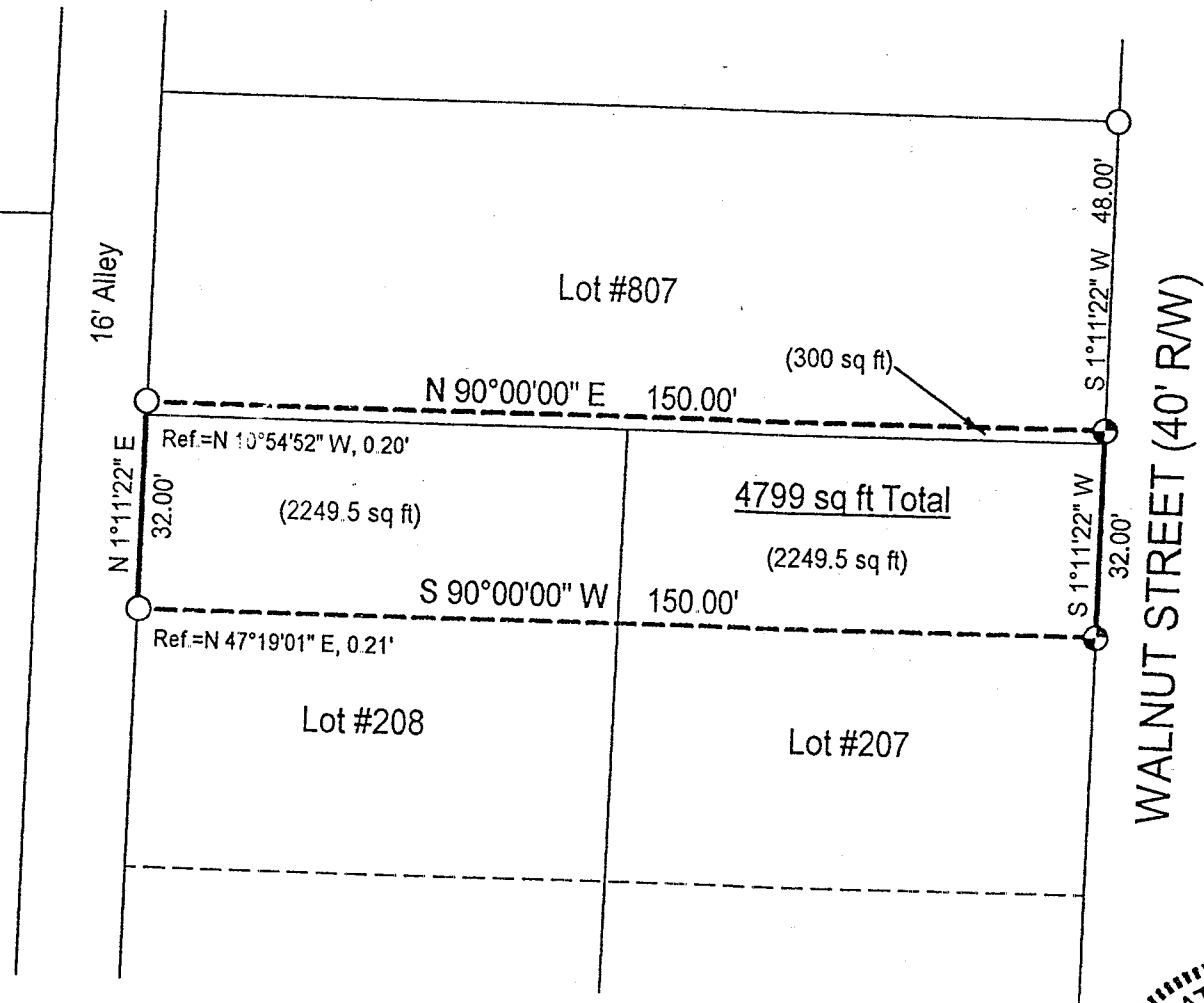 S 1°11'22" W 48.00'
16' Alley
Lot #807
(300 sq ft)
N 90°00'00" E 150.00'
Ref.=N 10°54'52" W, 0.20'
N 1°11'22" E
32.00'
(2249.5 sq ft)
4799 sq ft Total
(2249.5 sq ft)
S 1°11'22" W
32.00'
S 90°00'00" W 150.00'
Ref.=N 47°19'01" E, 0.21'
WALNUT STREET (40' R/W)
Lot #208
Lot #207